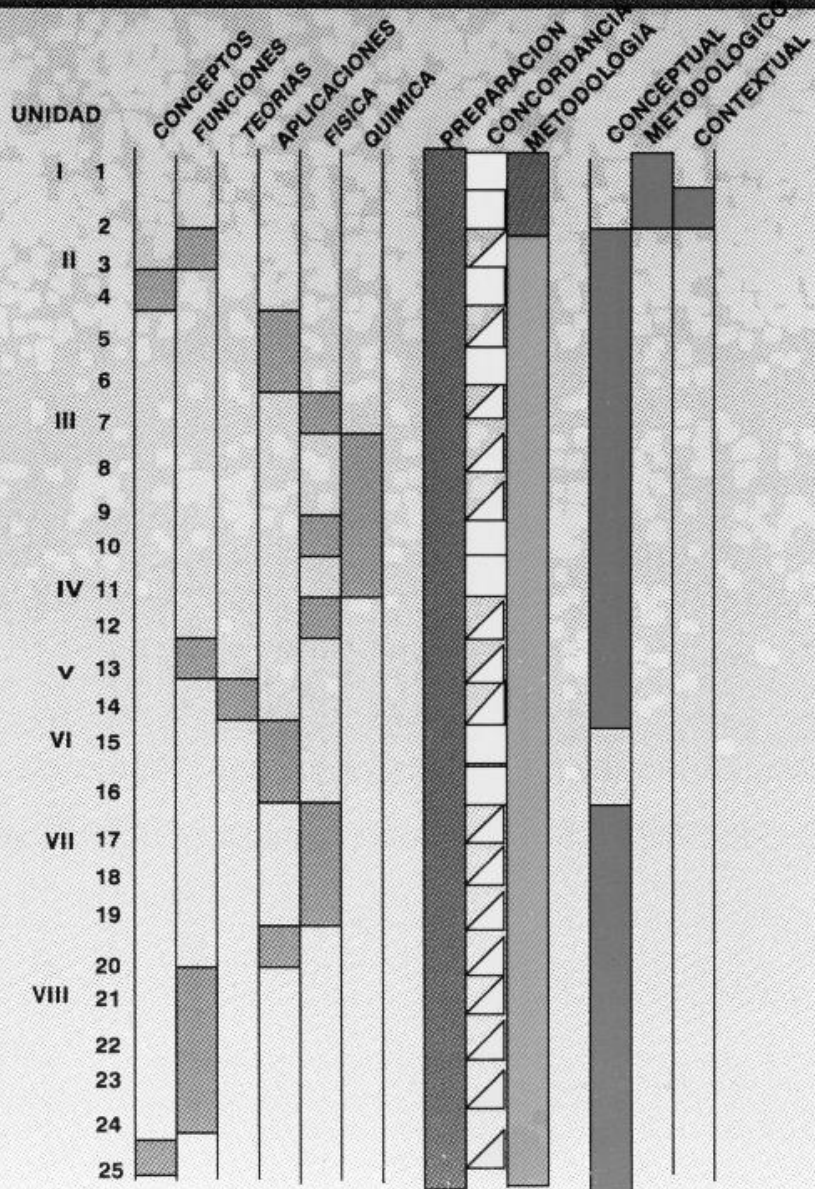 CONCEPTOS
FUNCIONES
TEORIAS
APLICACIONES
FISICA
QUIMICA
PREPARACION
CONCORDANCIA
METODOLOGIA
CONCEPTUAL
METODOLOGICO
CONTEXTUAL
UNIDAD
I 1
2
II 3
4
5
6
III 7
8
9
10
IV 11
12
V 13
14
VI 15
16
VII 17
18
19
20
VIII 21
22
23
24
25